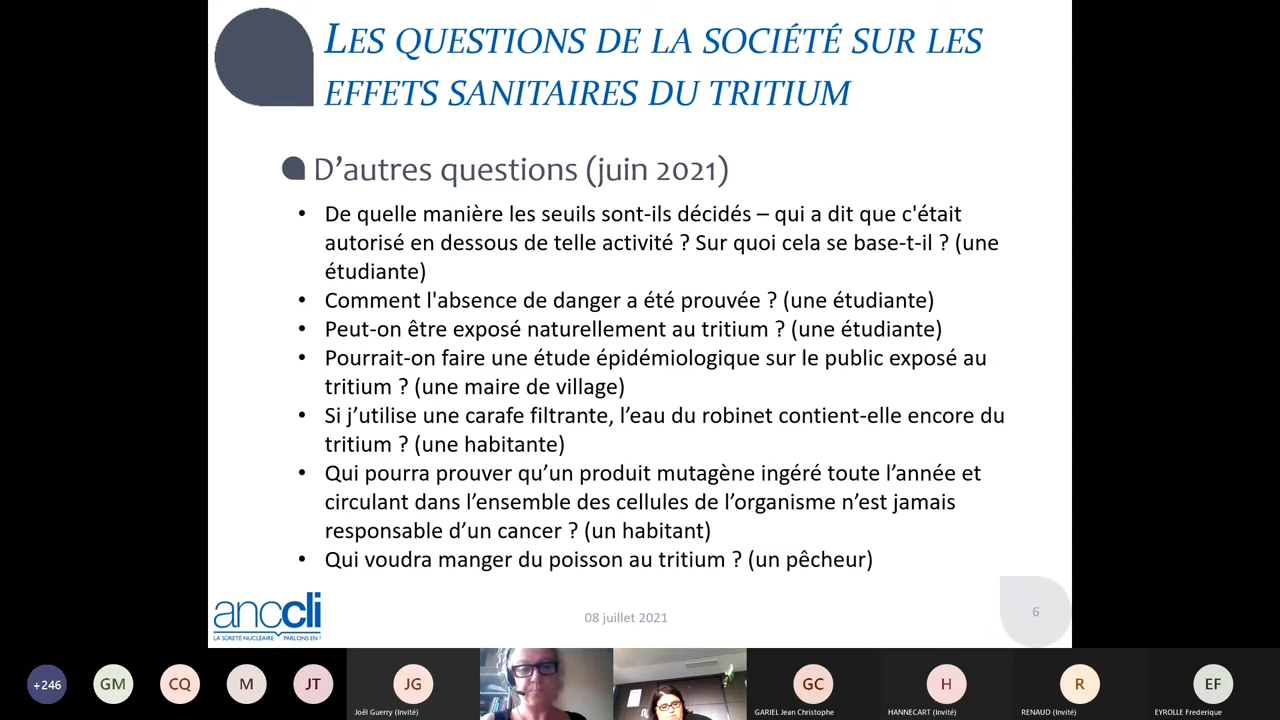 LES QUESTIONS DE LA SOCIÉTÉ SUR LES
EFFETS SANITAIRES DU TRITIUM
D’autres questions (juin 2021)
• De quelle manière les seuils sont-ils décidés – qui a dit que c'était
autorisé en dessous de telle activité ? Sur quoi cela se base-t-il ? (une
étudiante)
• Comment l'absence de danger a été prouvée ? (une étudiante)
• Peut-on être exposé naturellement au tritium ? (une étudiante)
• Pourrait-on faire une étude épidémiologique sur le public exposé au
tritium ? (une maire de village)
• Si j’utilise une carafe filtrante, l’eau du robinet contient-elle encore du
tritium ? (une habitante)
• Qui pourra prouver qu’un produit mutagène ingéré toute l’année et
circulant dans l’ensemble des cellules de l’organisme n’est jamais
responsable d’un cancer ? (un habitant)
• Qui voudra manger du poisson au tritium ? (un pêcheur)
anccli
LA SÛRETÉ NUCLÉAIRE PARLONS EN !
08 juillet 2021
6
+246
GM
CQ
M
JT
JG
GC
H
R
EF
Joël Guerry (Invité)
GARIEL Jean Christophe
HANNECART (Invité)
RENAUD (Invité)
EYROLLE Frederique